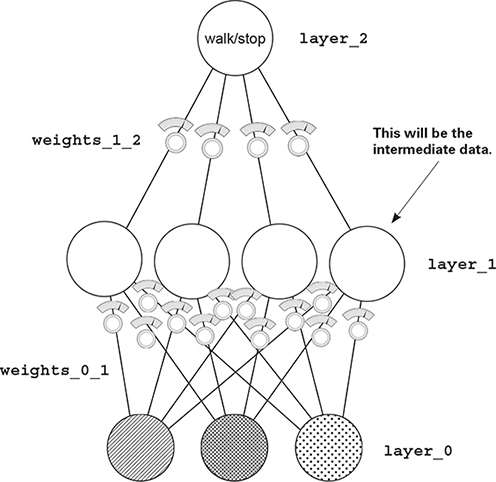 walk/stop
layer_2
weights_1_2
This will be the
intermediate data.
layer_1
weights_0_1
layer_0